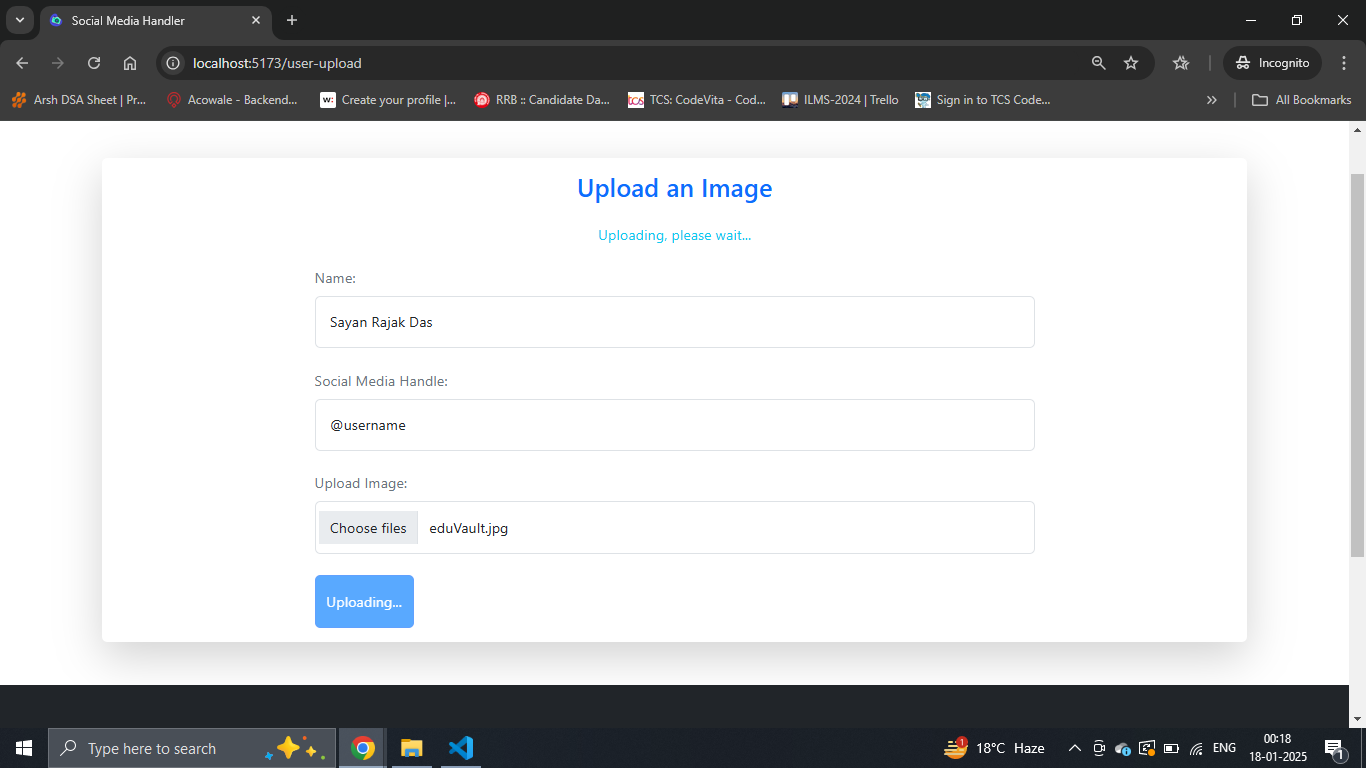 Social Media Handler
localhost:5173/user-upload
Incognito
Arsh DSA Sheet | Pr...
Acowale - Backend...
Create your profile |...
RRB :: Candidate Da...
TCS: CodeVita - Cod...
ILMS-2024 | Trello
Sign in to TCS Code...
All Bookmarks
Upload an Image
Uploading, please wait...
Name:
Sayan Rajak Das
Social Media Handle:
@username
Upload Image:
Choose files eduVault.jpg
Uploading...
Type here to search
1
18°C Haze
ENG
00:18
18-01-2025
1